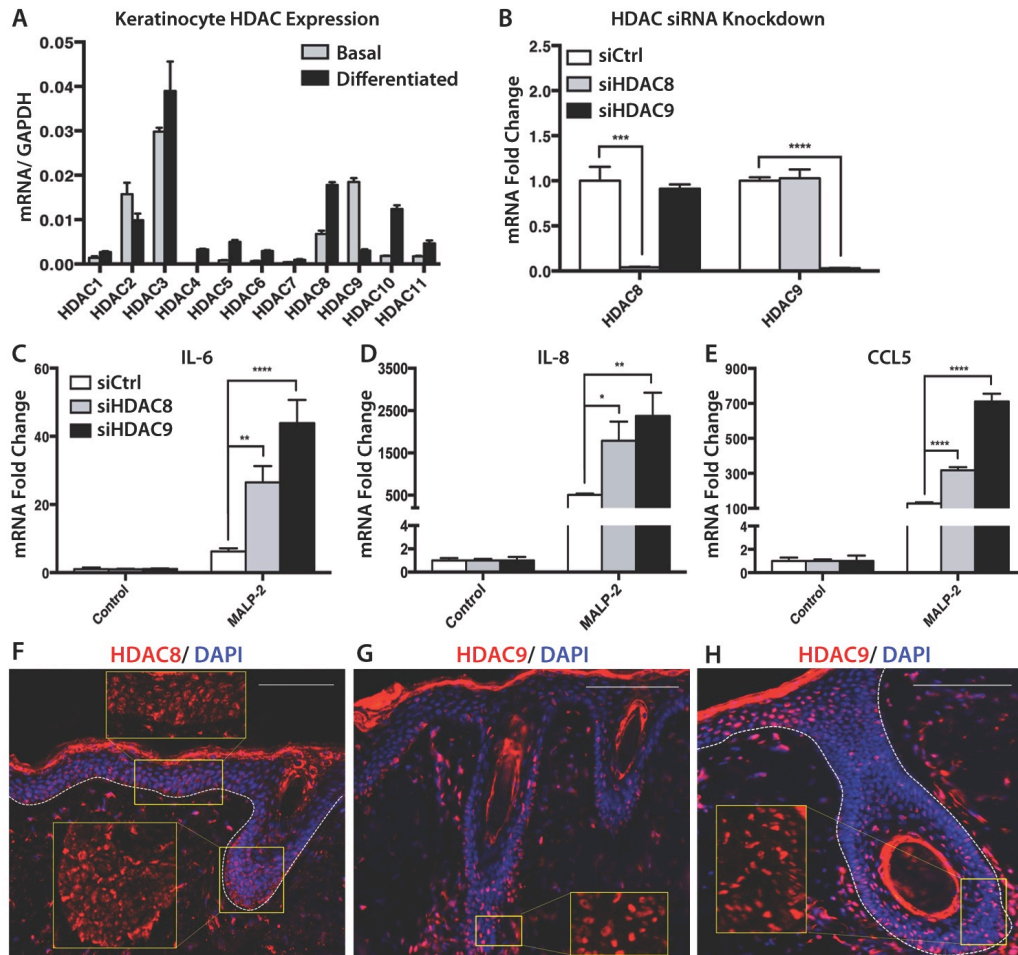 A Keratinocyte HDAC Expression
mRNA/ GAPDH
0.05
0.04
0.03
0.02
0.01
0.00
Basal
Differentiated
HDAC1
HDAC2
HDAC3
HDAC4
HDAC5
HDAC6
HDAC7
HDAC8
HDAC9
HDAC10
HDAC11
B HDAC siRNA Knockdown
mRNA Fold Change
2.5
2.0
1.5
1.0
0.5
0.0
siCtrl
siHDAC8
siHDAC9
***
****
HDAC8
HDAC9
C IL-6
mRNA Fold Change
60
40
20
0
siCtrl
siHDAC8
siHDAC9
****
**
Control
MALP-2
D IL-8
mRNA Fold Change
3500
2500
1500
500
4
2
0
**
*
Control
MALP-2
E CCL5
mRNA Fold Change
900
700
500
300
100
4
2
0
****
****
Control
MALP-2
F HDAC8/ DAPI
G HDAC9/ DAPI
H HDAC9/ DAPI